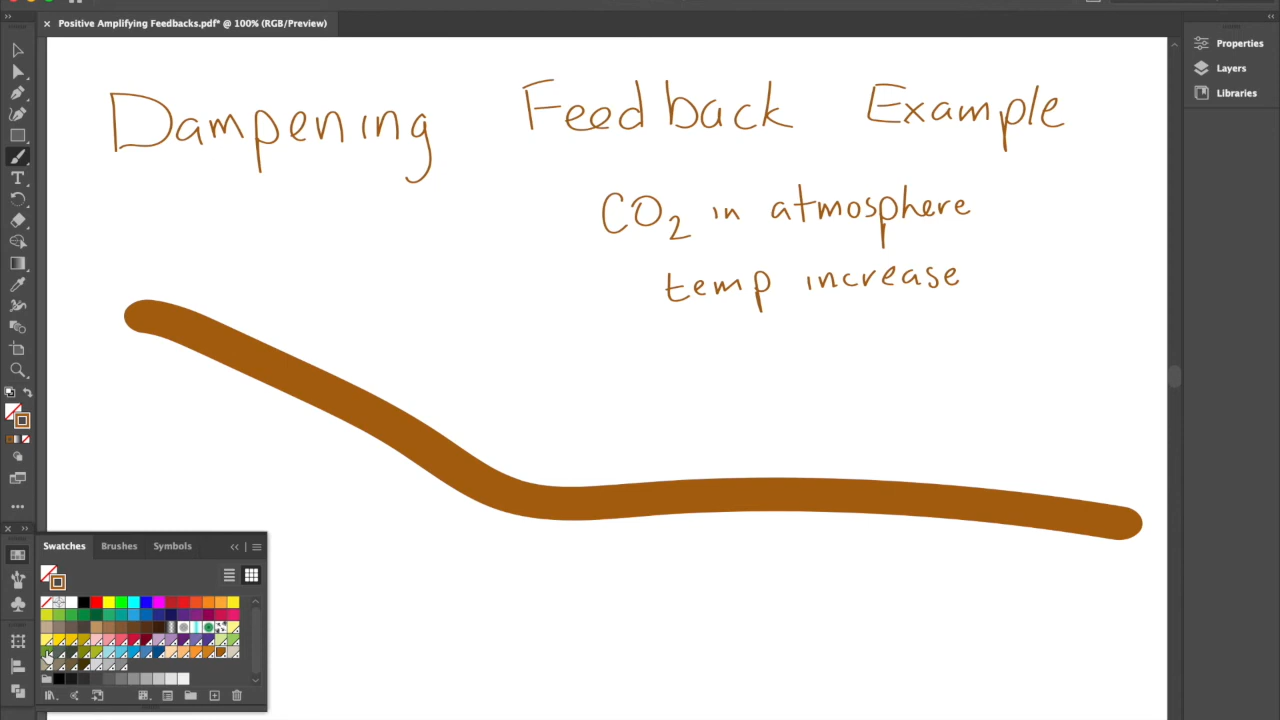 Positive Amplifying Feedbacks.pdf* @ 100% (RGB/Preview)
Properties
Layers
Libraries
Dampening Feedback Example
CO₂ in atmosphere
temp increase
Swatches Brushes Symbols